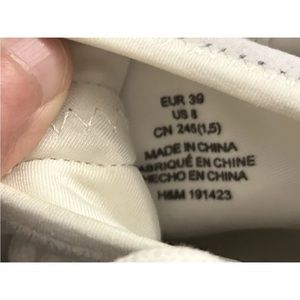 EUR 39
US 8
CN 245(1,5)
MADE IN CHINA
FABRIQUÉ EN CHINE
HECHO EN CHINA
H&M 191423